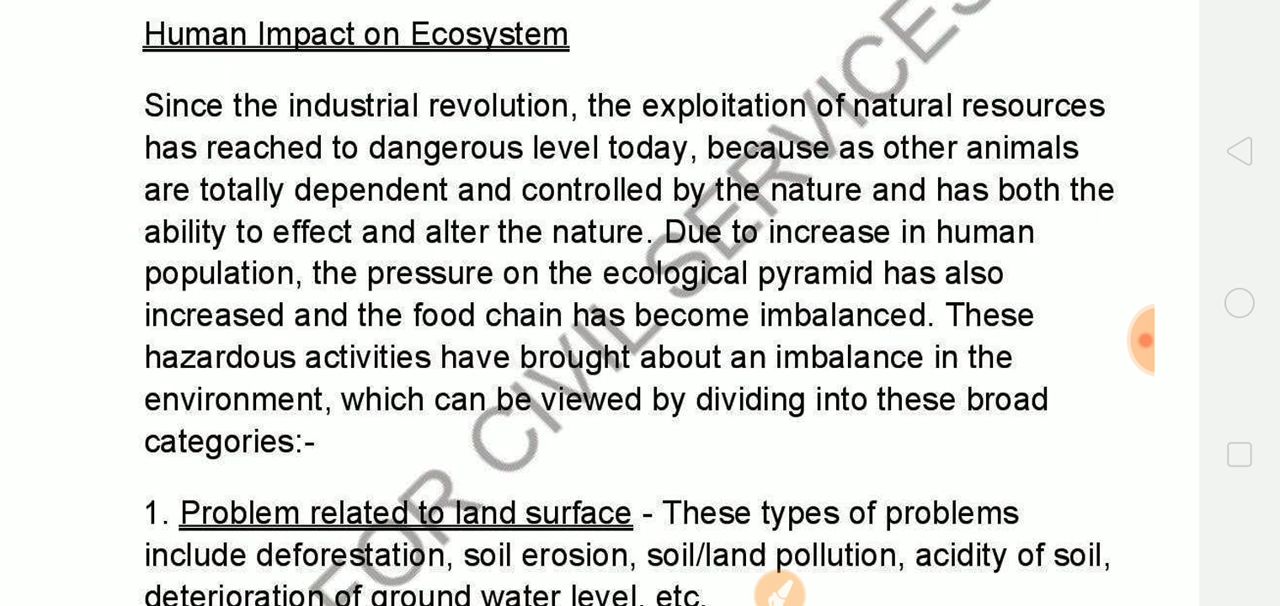 Human Impact on Ecosystem
Since the industrial revolution, the exploitation of natural resources
has reached to dangerous level today, because as other animals
are totally dependent and controlled by the nature and has both the
ability to effect and alter the nature. Due to increase in human
population, the pressure on the ecological pyramid has also
increased and the food chain has become imbalanced. These
hazardous activities have brought about an imbalance in the
environment, which can be viewed by dividing into these broad
categories:-
1. Problem related to land surface - These types of problems
include deforestation, soil erosion, soil/land pollution, acidity of soil,
deterioration of ground water level, etc.
FOR CIVIL SERVICES